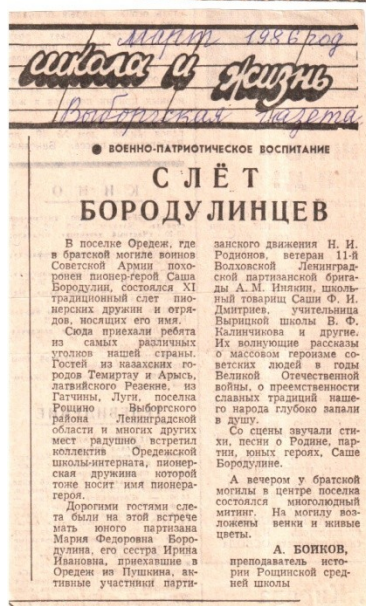 Март 1986 год
школа и жизнь
Выборгская газета
● ВОЕННО-ПАТРИОТИЧЕСКОЕ ВОСПИТАНИЕ
СЛЁТ
БОРОДУЛИНЦЕВ
В поселке Оредеж, где
в братской могиле воинов
Советской Армии похо-
ронен пионер-герой Саша
Бородулин, состоялся XI
традиционный слет пио-
нерских дружин и отря-
дов, носящих его имя.
Сюда приехали ребята
из самых различных
уголков нашей страны.
Гостей из казахских го-
родов Темиртау и Арысь,
латвийского Резекне, из
Гатчины, Луги, поселка
Рощино Выборгского
района Ленинградской
области и многих других
мест радушно встретил
коллектив Оредежской
школы-интерната, пионер-
ская дружина которой
тоже носит имя пионера-
героя.
Дорогими гостями сле-
та были на этой встрече
мать юного партизана
Мария Федоровна Боро-
дулина, его сестра Ирина
Ивановна, приехавшие в
Оредеж из Пушкина, ак-
тивные участники парти-
занского движения Н. И.
Родионов, ветеран 11-й
Волховской Ленинград-
ской партизанской брига-
ды А. М. Инякин, школь-
ный товарищ Саши Ф. И.
Дмитриев, учительница
Вырицкой школы В. Ф.
Калинчикова и другие.
Их волнующие рассказы
о массовом героизме со-
ветских людей в годы
Великой Отечественной
войны, о преемственности
славных традиций наше-
го народа глубоко запали
в душу.
Со сцены звучали сти-
хи, песни о Родине, пар-
тии, юных героях, Саше
Бородулине.
А вечером у братской
могилы в центре поселка
состоялся многолюдный
митинг. На могилу воз-
ложены венки и живые
цветы.
А. БОЙКОВ,
преподаватель исто-
рии Рощинской сред-
ней школы